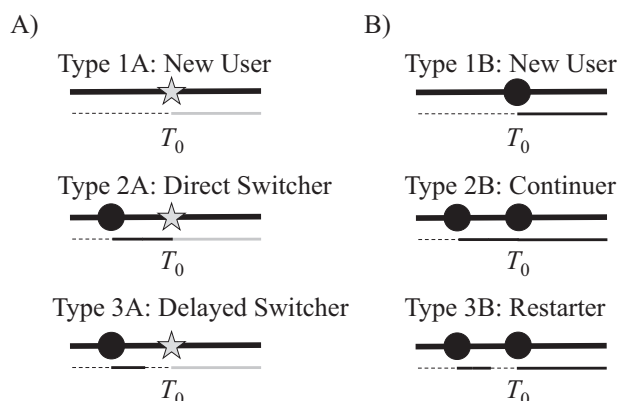 A)
Type 1A: New User
T0
Type 2A: Direct Switcher
T0
Type 3A: Delayed Switcher
T0
B)
Type 1B: New User
T0
Type 2B: Continuer
T0
Type 3B: Restarter
T0